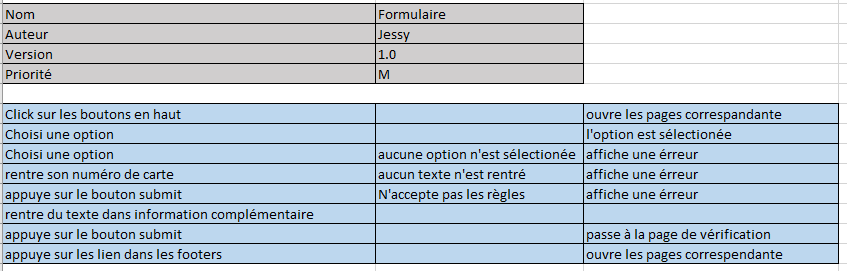 Nom Formulaire
Auteur Jessy
Version 1.0
Priorité M
Click sur les boutons en haut ouvre les pages correspandante
Choisi une option l'option est sélectionée
Choisi une option aucune option n'est sélectionée affiche une érreur
rentre son numéro de carte aucun texte n'est rentré affiche une érreur
appuye sur le bouton submit N'accepte pas les règles affiche une érreur
rentre du texte dans information complémentaire
appuye sur le bouton submit passe à la page de vérification
appuye sur les lien dans les footers ouvre les pages correspendante